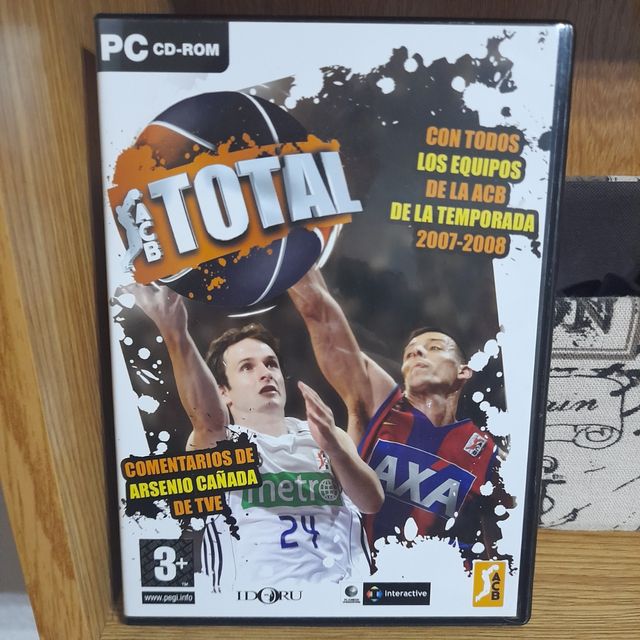 PC CD-ROM
ACB TOTAL
CON TODOS
LOS EQUIPOS
DE LA ACB
DE LA TEMPORADA
2007-2008
COMENTARIOS DE
ARSENIO CAÑADA
DE TVE
metro
24
AXA
3+
www.pegi.info
IDORU
interactive
ACB